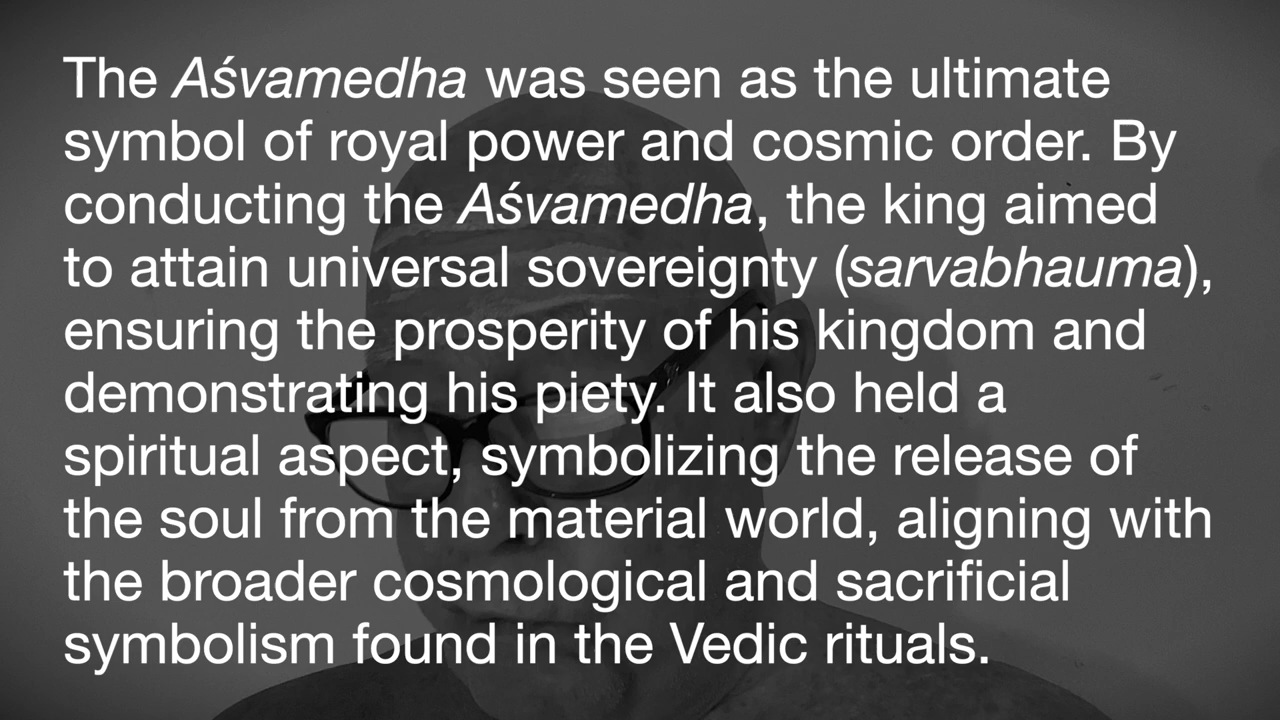 The Aśvamedha was seen as the ultimate
symbol of royal power and cosmic order. By
conducting the Aśvamedha, the king aimed
to attain universal sovereignty (sarvabhauma),
ensuring the prosperity of his kingdom and
demonstrating his piety. It also held a
spiritual aspect, symbolizing the release of
the soul from the material world, aligning with
the broader cosmological and sacrificial
symbolism found in the Vedic rituals.